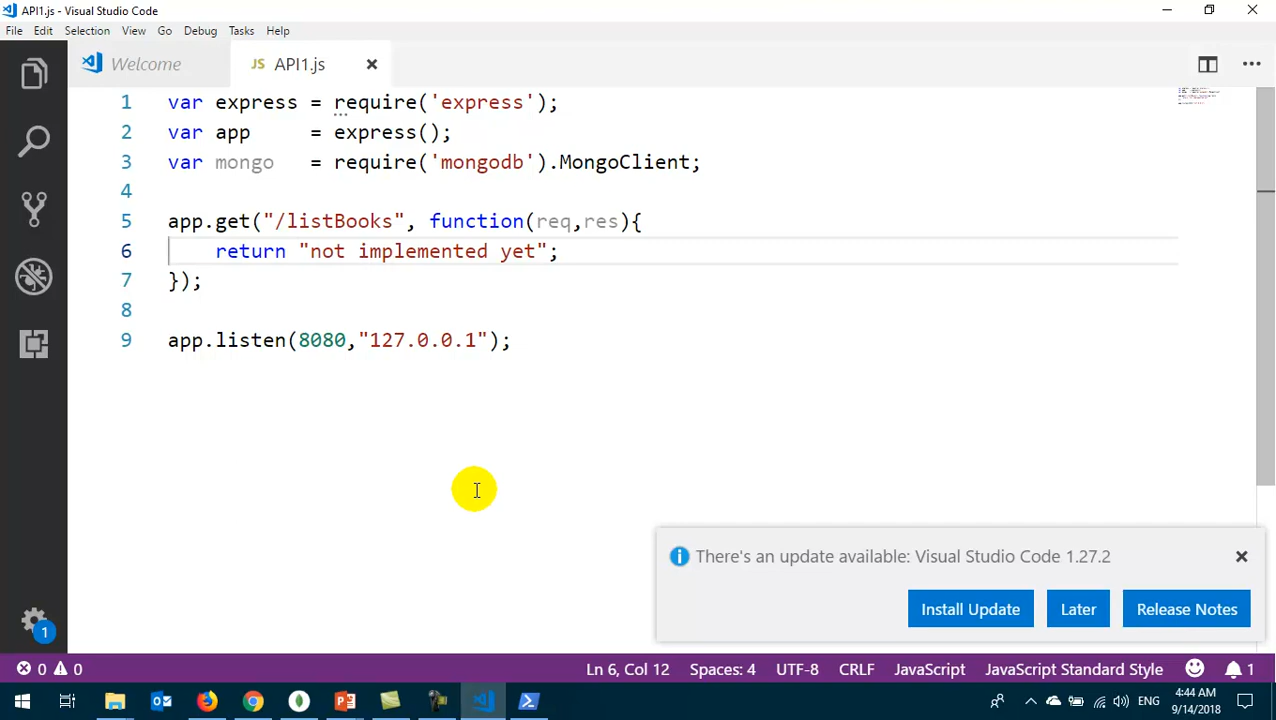 API1.js - Visual Studio Code
File Edit Selection View Go Debug Tasks Help
Welcome JS API1.js
1 var express = require('express');
2 var app     = express();
3 var mongo   = require('mongodb').MongoClient;
4
5 app.get("/listBooks", function(req,res){
6     return "not implemented yet";
7 });
8
9 app.listen(8080,"127.0.0.1");
There's an update available: Visual Studio Code 1.27.2
Install Update Later Release Notes
1
0 0 Ln 6, Col 12 Spaces: 4 UTF-8 CRLF JavaScript JavaScript Standard Style 1
ENG 4:44 AM
9/14/2018